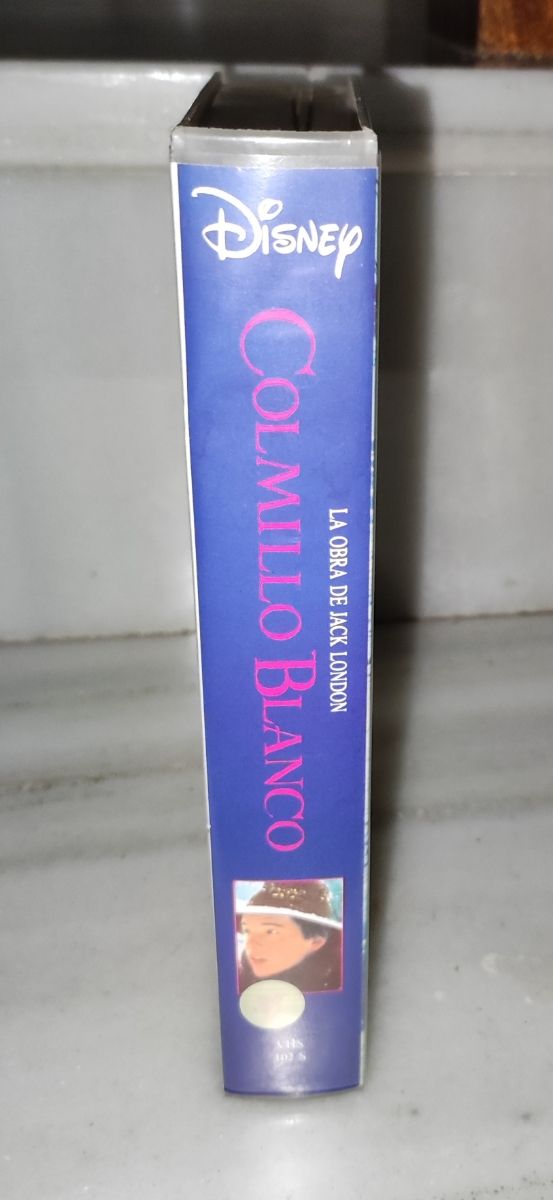 Disney
LA OBRA DE JACK LONDON
COLMILLO BLANCO
VHS